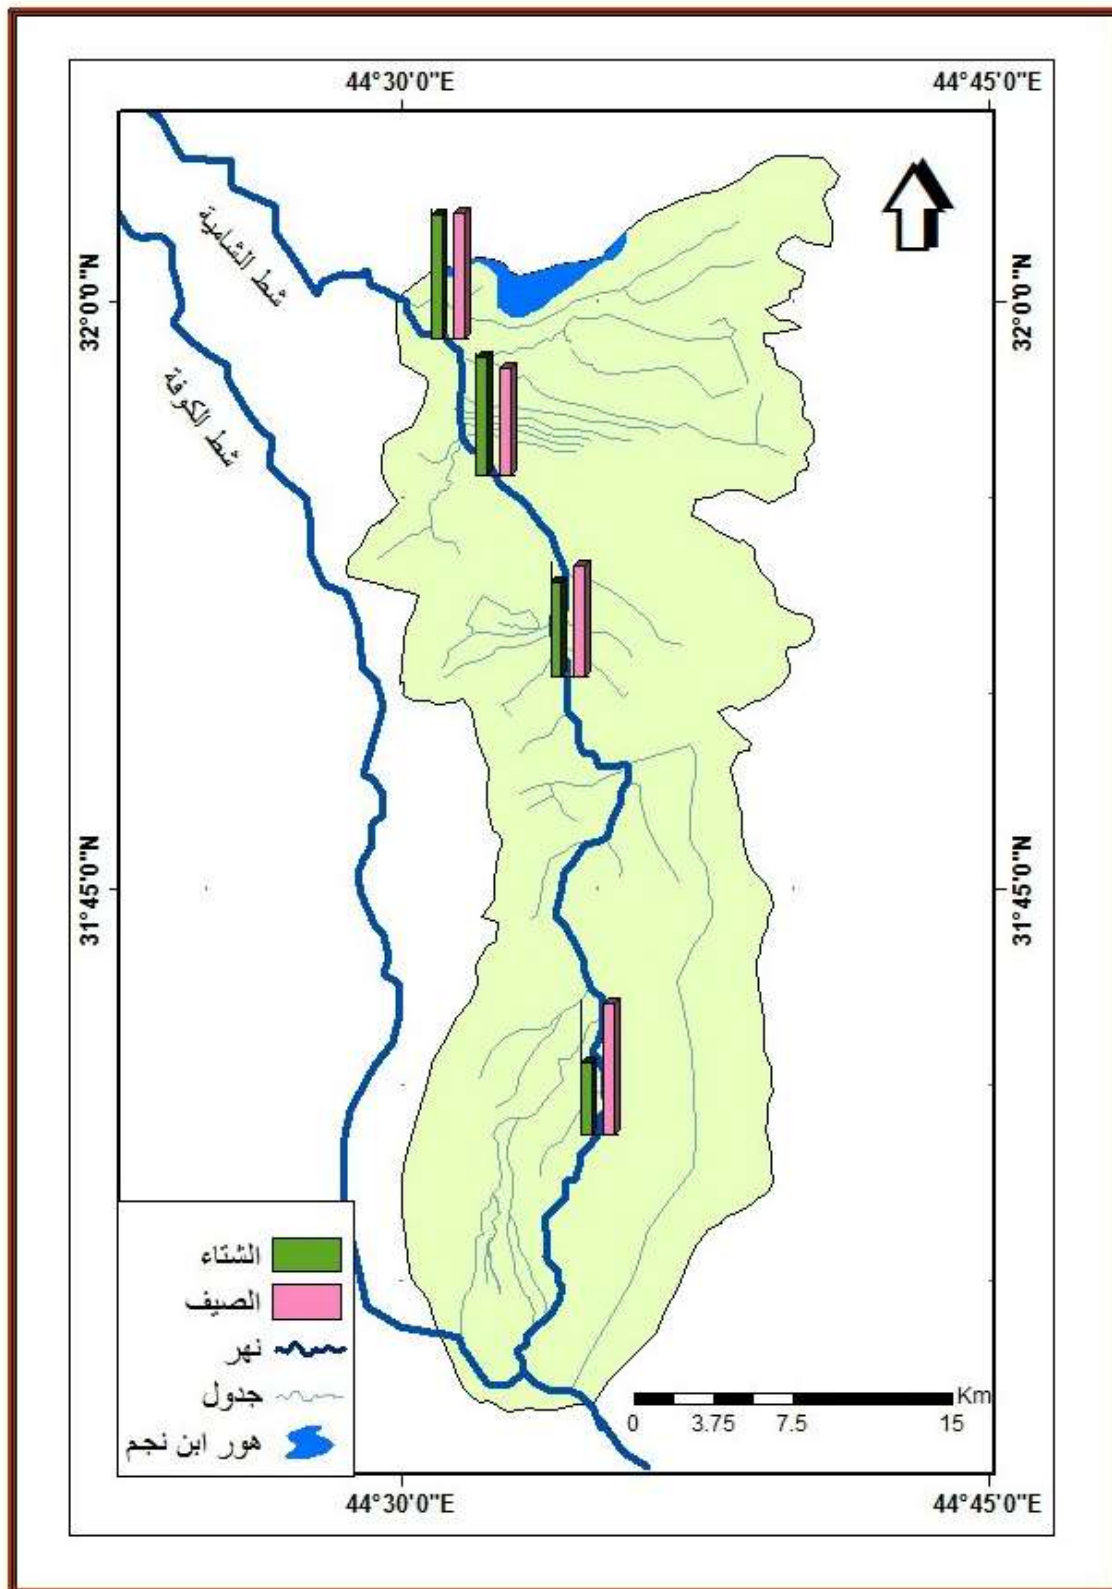 44°30'0"E
44°45'0"E
32°0'0"N
32°0'0"N
شط الشامية
شط الكوفة
31°45'0"N
31°45'0"N
الشتاء
الصيف
نهر
جدول
هور ابن نجم
Km
0 3.75 7.5 15
44°30'0"E
44°45'0"E